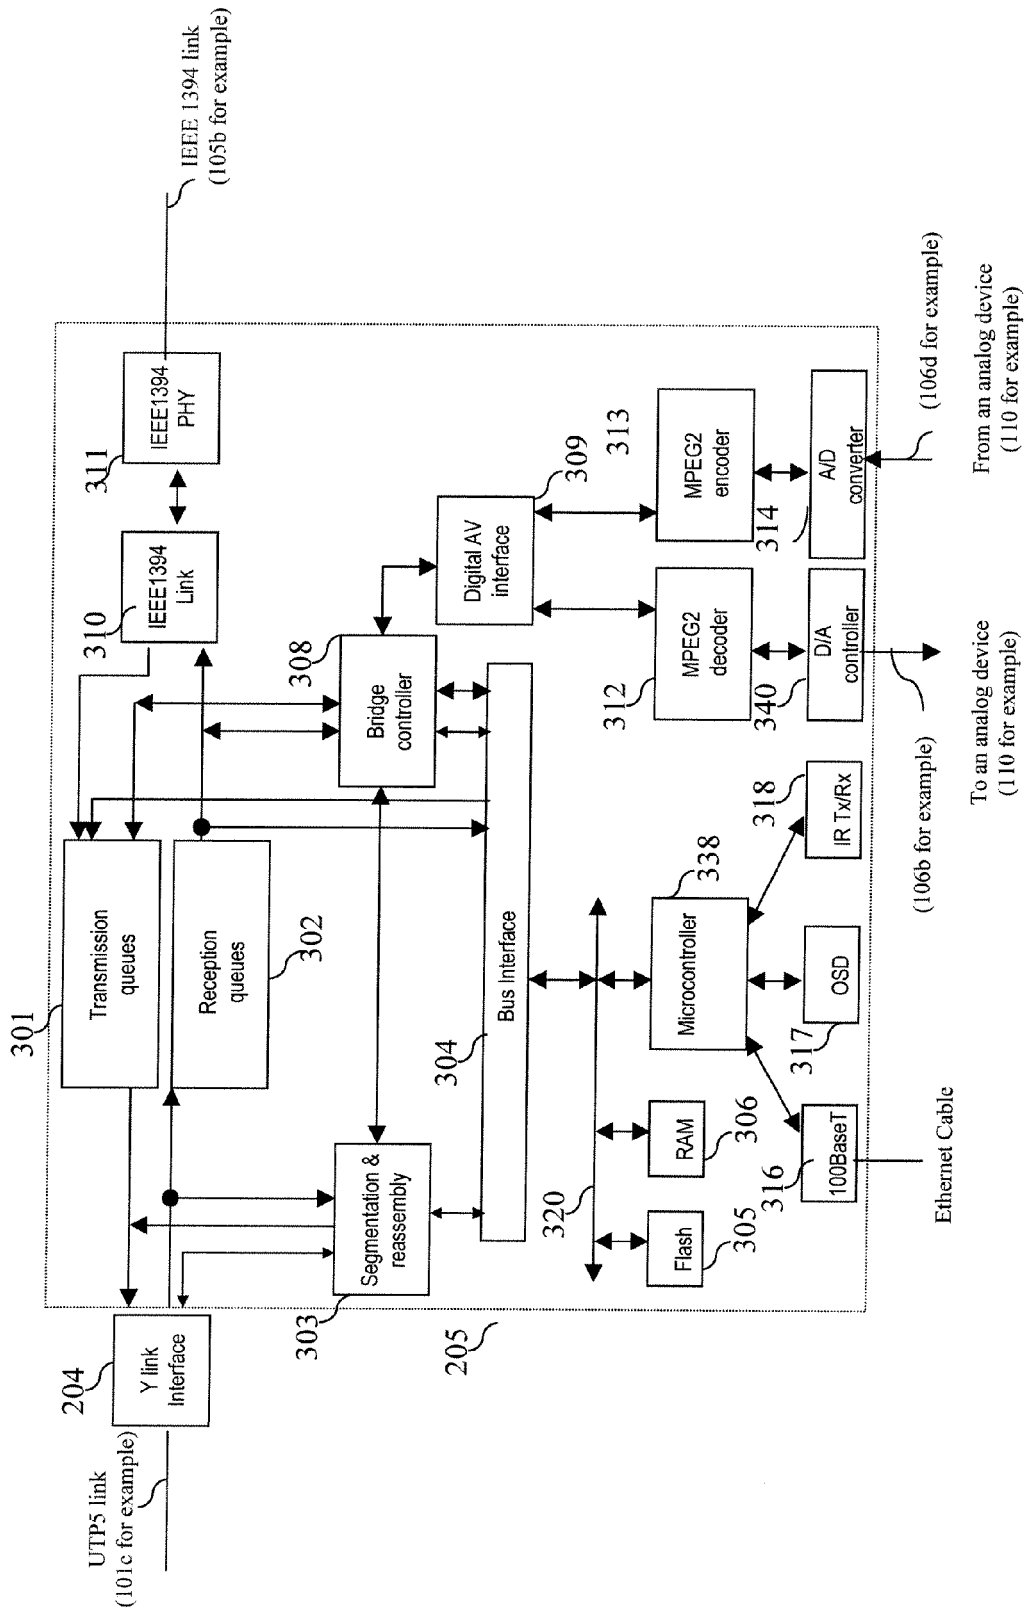 UTP5 link
(101c for example)
204
Y link
Interface
301
Transmission
queues
Reception
queues
302
310
IEEE1394
Link
311
IEEE1394
PHY
IEEE 1394 link
(105b for example)
303
Segmentation &
reassembly
308
Bridge
controller
Digital AV
interface
309
205
304
Bus Interface
320
Flash
305
RAM
306
Microcontroller
338
312
MPEG2
decoder
313
MPEG2
encoder
316
100BaseT
317
OSD
318
IR Tx/Rx
340
D/A
controller
314
A/D
converter
Ethernet Cable
(106b for example)
To an analog device
(110 for example)
(106d for example)
From an analog device
(110 for example)